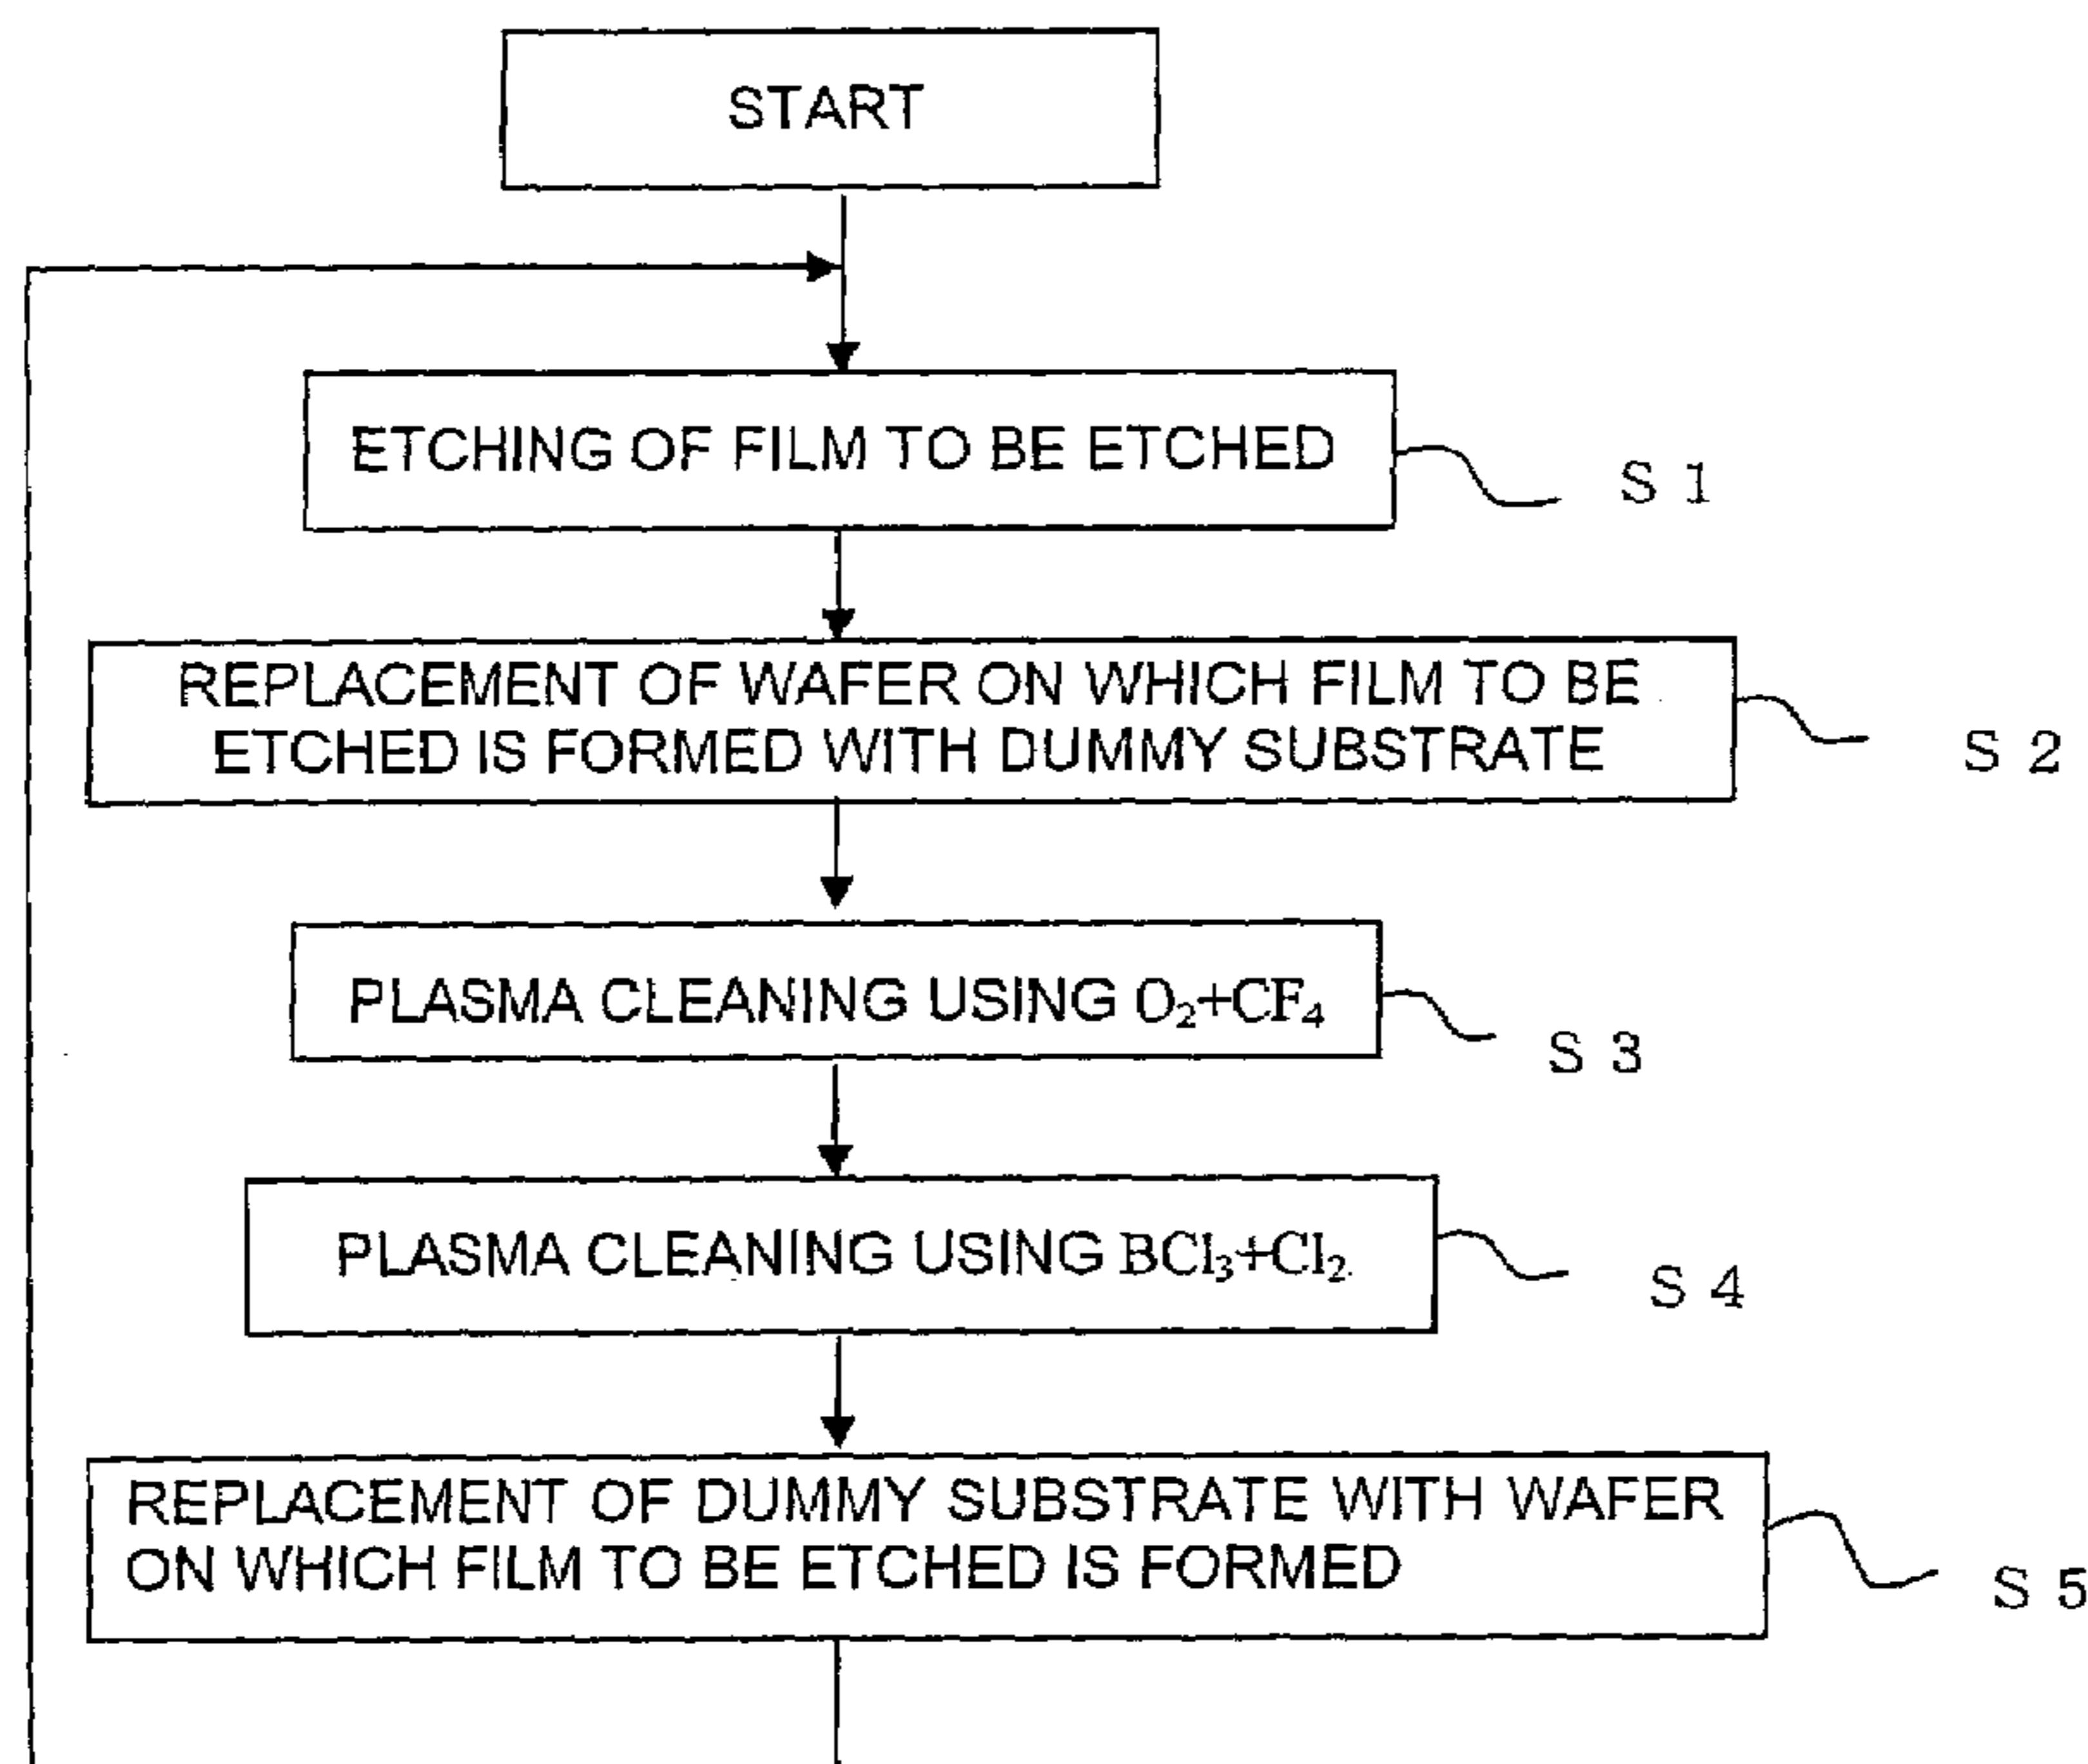 START
ETCHING OF FILM TO BE ETCHED
S 1
REPLACEMENT OF WAFER ON WHICH FILM TO BE
ETCHED IS FORMED WITH DUMMY SUBSTRATE
S 2
PLASMA CLEANING USING O₂+CF₄
S 3
PLASMA CLEANING USING BCl₃+Cl₂
S 4
REPLACEMENT OF DUMMY SUBSTRATE WITH WAFER
ON WHICH FILM TO BE ETCHED IS FORMED
S 5